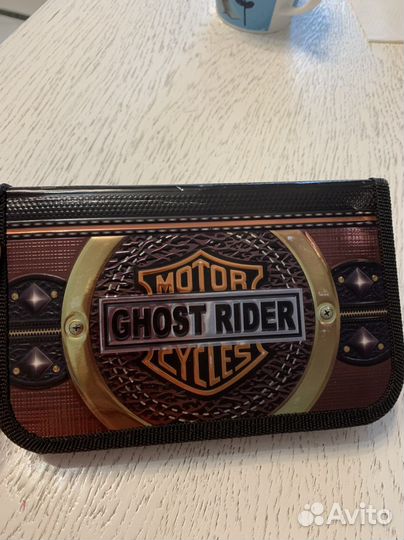 MOTOR
GHOST RIDER
CYCLES
Avito